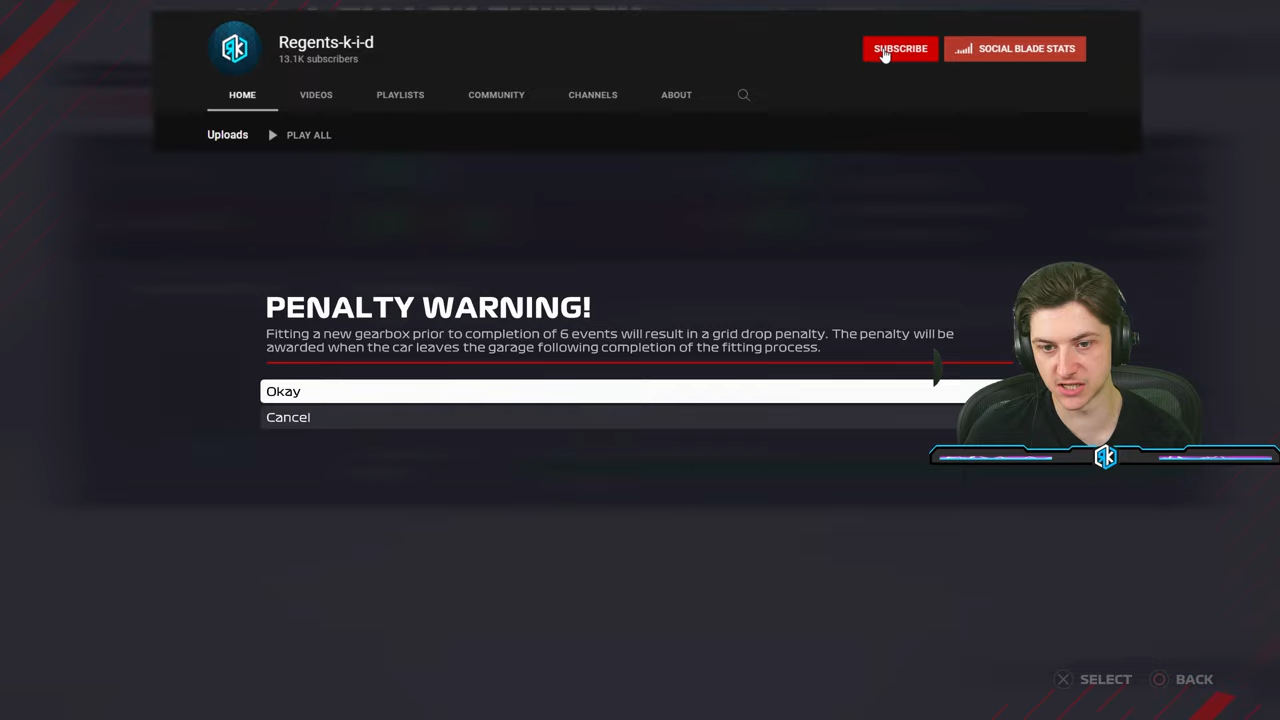 Regents-k-i-d
13.1K subscribers
SUBSCRIBE
SOCIAL BLADE STATS
HOME
VIDEOS
PLAYLISTS
COMMUNITY
CHANNELS
ABOUT
Uploads
PLAY ALL
PENALTY WARNING!
Fitting a new gearbox prior to completion of 6 events will result in a grid drop penalty. The penalty will be
awarded when the car leaves the garage following completion of the fitting process.
Okay
Cancel
RK
SELECT
BACK